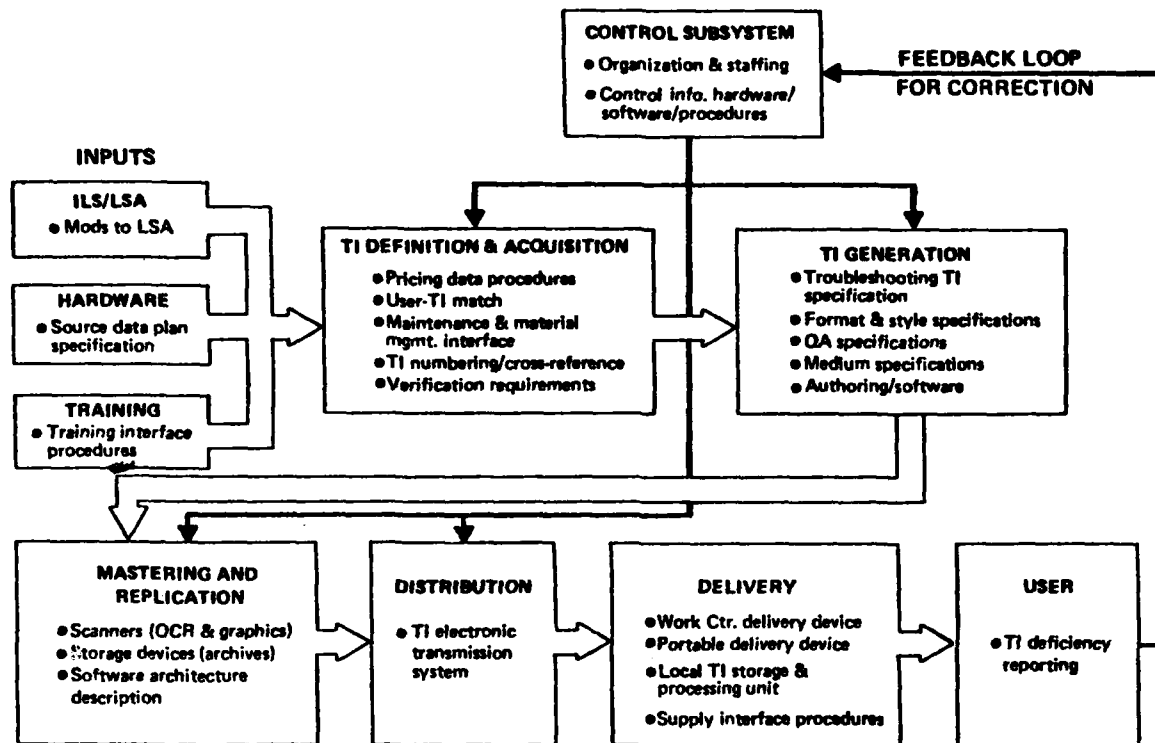 CONTROL SUBSYSTEM
● Organization & staffing
● Control info. hardware/
software/procedures
FEEDBACK LOOP
FOR CORRECTION
INPUTS
ILS/LSA
● Mods to LSA
HARDWARE
● Source data plan
specification
TRAINING
● Training interface
procedures
TI DEFINITION & ACQUISITION
● Pricing data procedures
● User-TI match
● Maintenance & material
mgmt. interface
● TI numbering/cross-reference
● Verification requirements
TI GENERATION
● Troubleshooting TI
specification
● Format & style specifications
● QA specifications
● Medium specifications
● Authoring/software
MASTERING AND
REPLICATION
● Scanners (OCR & graphics)
● Storage devices (archives)
● Software architecture
description
DISTRIBUTION
● TI electronic
transmission
system
DELIVERY
● Work Ctr. delivery device
● Portable delivery device
● Local TI storage &
processing unit
● Supply interface procedures
USER
● TI deficiency
reporting